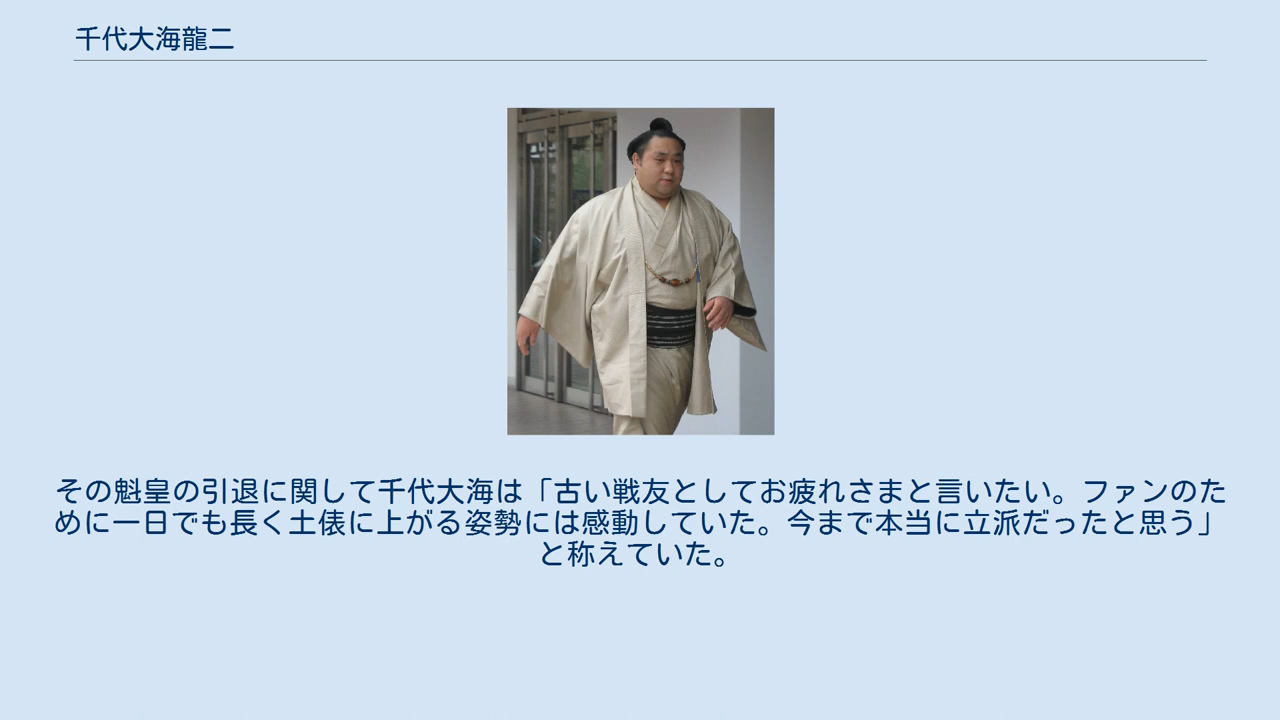 千代大海龍二
その魁皇の引退に関して千代大海は「古い戦友としてお疲れさまと言いたい。ファンのた
めに一日でも長く土俵に上がる姿勢には感動していた。今まで本当に立派だったと思う」
と称えていた。